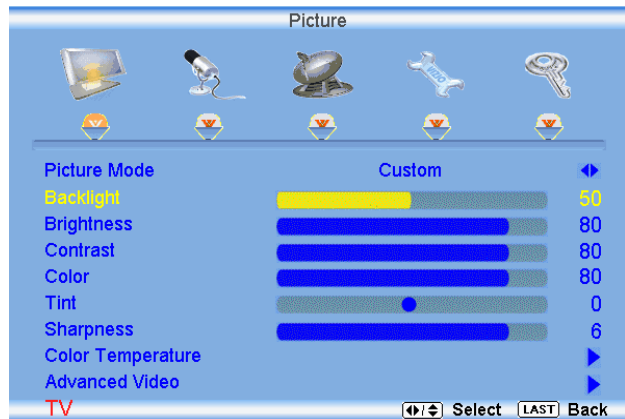 Picture
Picture Mode Custom
Backlight 50
Brightness 80
Contrast 80
Color 80
Tint 0
Sharpness 6
Color Temperature
Advanced Video
TV Select LAST Back